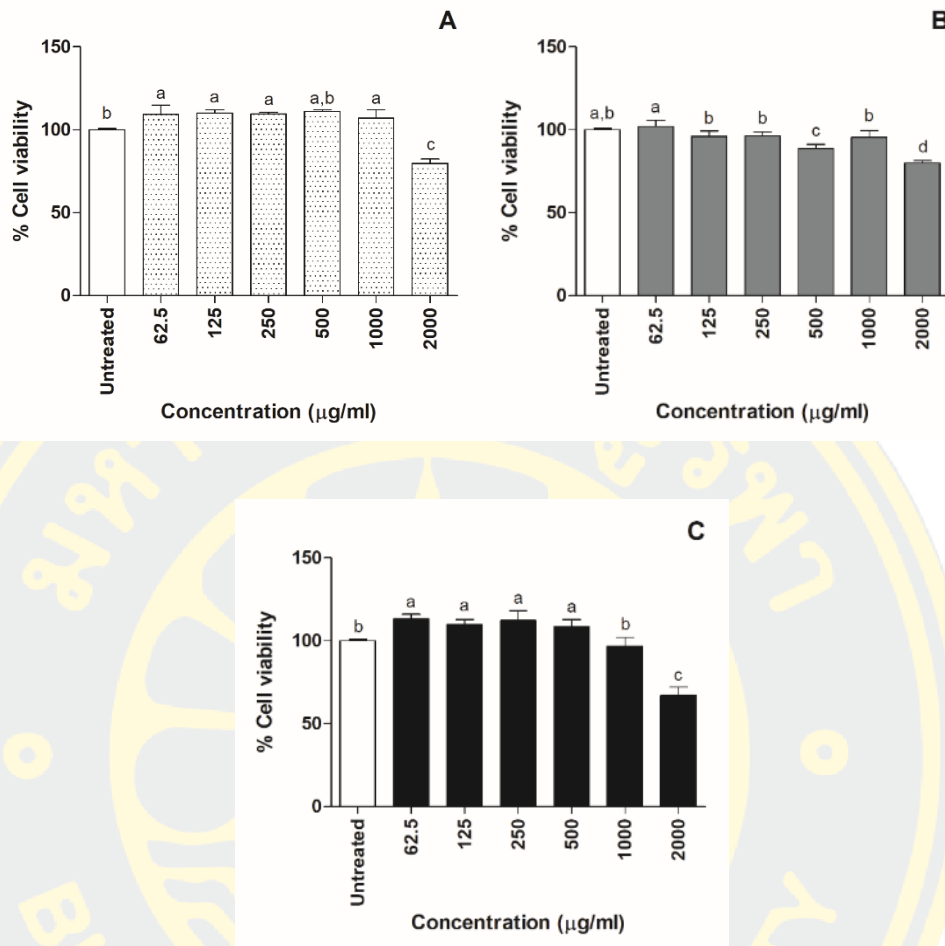 A
150
100
50
0
% Cell viability
b a a a a,b a c
Untreated 62.5 125 250 500 1000 2000
Concentration (µg/ml)
B
150
100
50
0
% Cell viability
a,b a b b c b d
Untreated 62.5 125 250 500 1000 2000
Concentration (µg/ml)
C
150
100
50
0
% Cell viability
b a a a a b c
Untreated 62.5 125 250 500 1000 2000
Concentration (µg/ml)